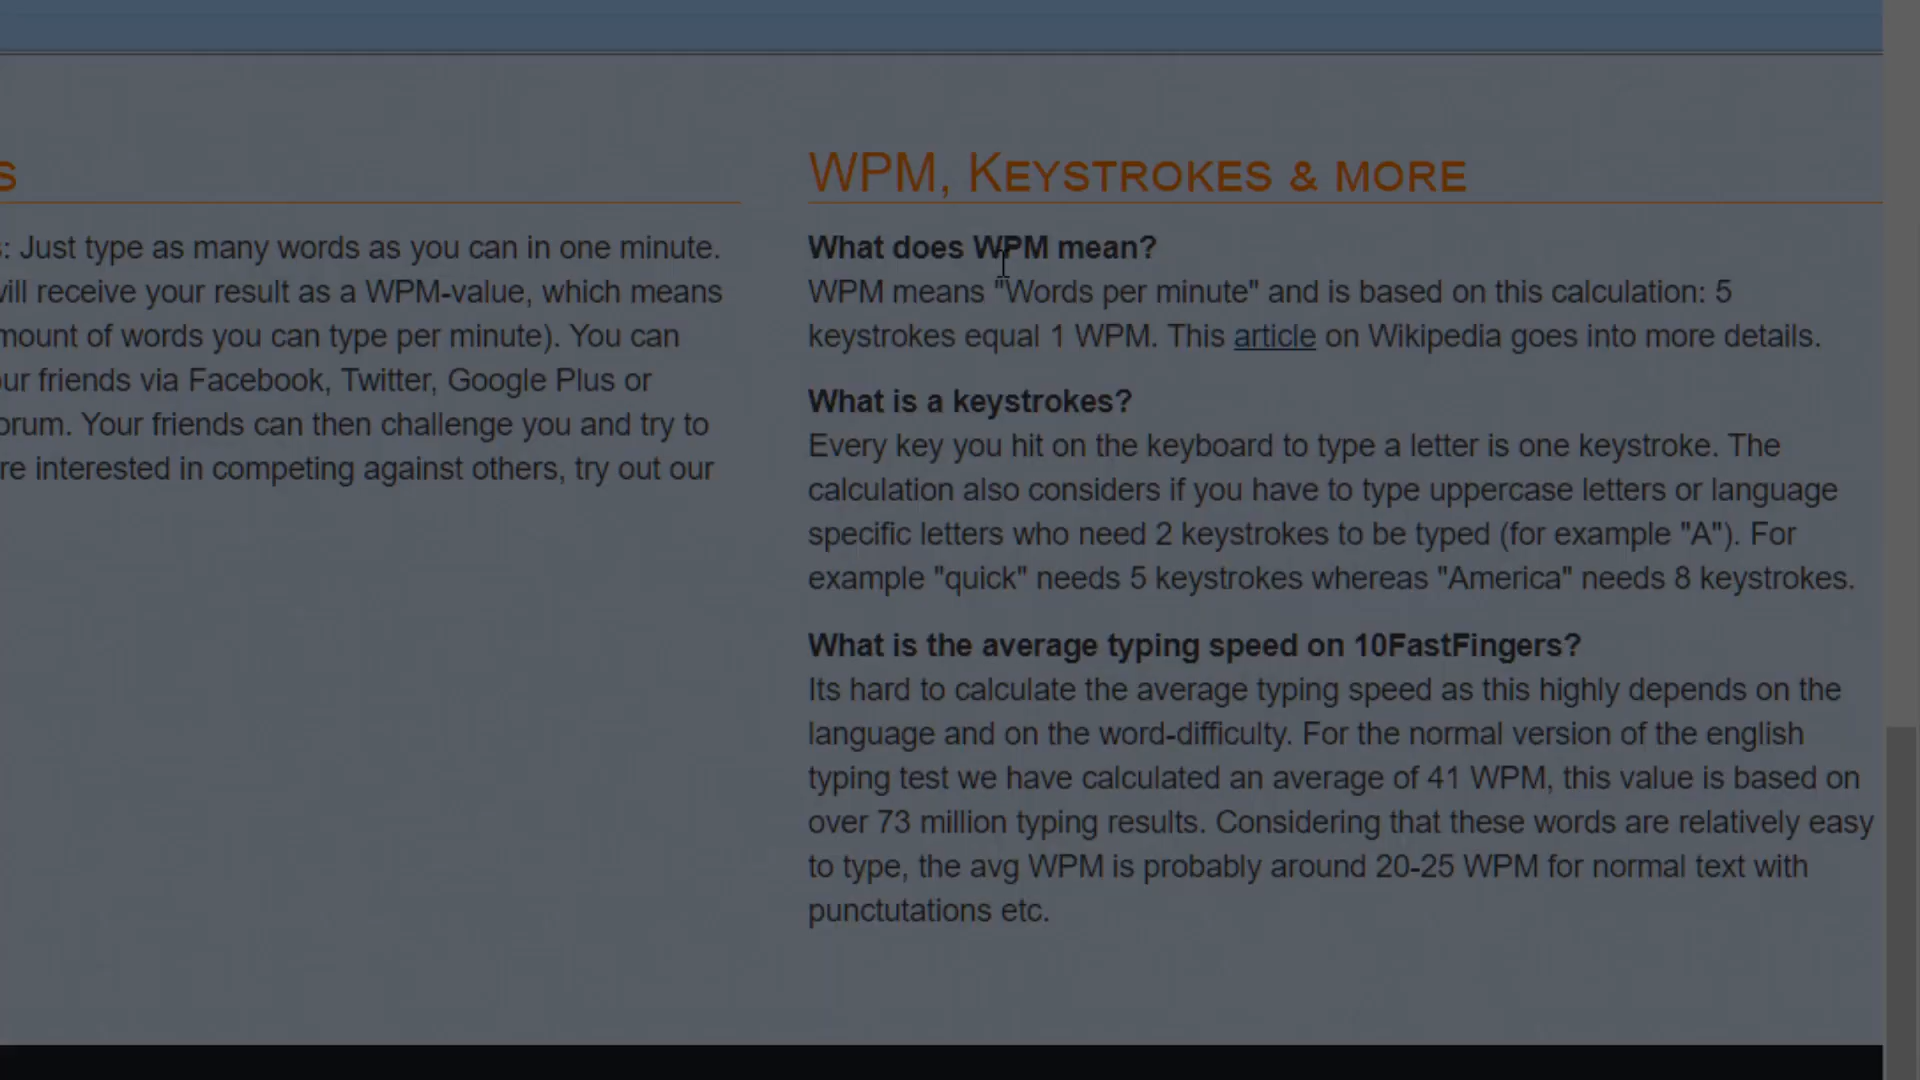 s
s: Just type as many words as you can in one minute.
will receive your result as a WPM-value, which means
mount of words you can type per minute). You can
our friends via Facebook, Twitter, Google Plus or
orum. Your friends can then challenge you and try to
re interested in competing against others, try out our
WPM, Keystrokes & more
What does WPM mean?
WPM means "Words per minute" and is based on this calculation: 5
keystrokes equal 1 WPM. This article on Wikipedia goes into more details.
What is a keystrokes?
Every key you hit on the keyboard to type a letter is one keystroke. The
calculation also considers if you have to type uppercase letters or language
specific letters who need 2 keystrokes to be typed (for example "A"). For
example "quick" needs 5 keystrokes whereas "America" needs 8 keystrokes.
What is the average typing speed on 10FastFingers?
Its hard to calculate the average typing speed as this highly depends on the
language and on the word-difficulty. For the normal version of the english
typing test we have calculated an average of 41 WPM, this value is based on
over 73 million typing results. Considering that these words are relatively easy
to type, the avg WPM is probably around 20-25 WPM for normal text with
punctutations etc.